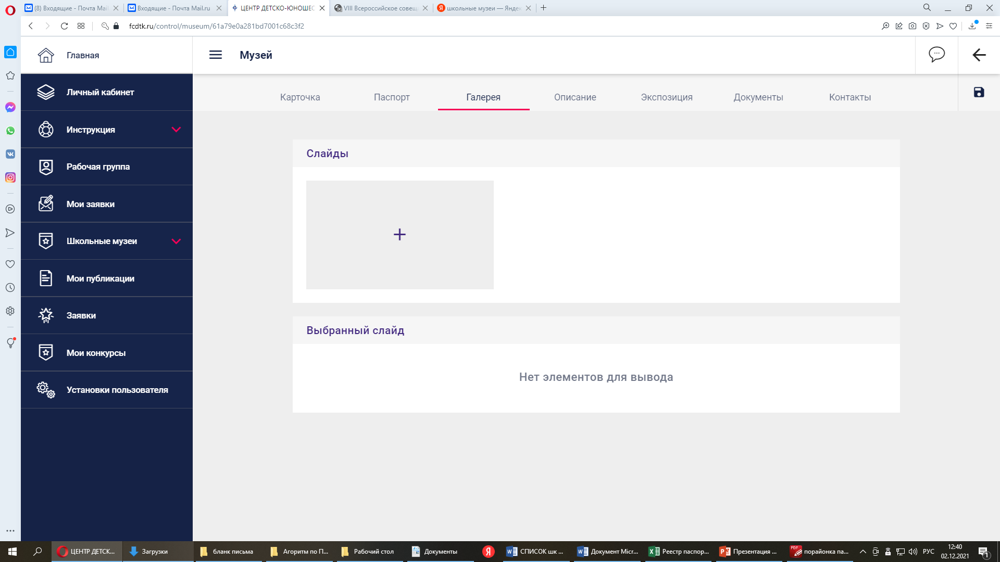 (8) Входящие - Почта Mail
Входящие - Почта Mail.ru
ЦЕНТР ДЕТСКО-ЮНОШЕС
VIII Всероссийское совещ
школьные музеи — Яндек
fcdtk.ru/control/museum/61a79e0a281bd7001c68c3f2
Главная
Музей
Личный кабинет
Инструкция
Рабочая группа
Мои заявки
Школьные музеи
Мои публикации
Заявки
Мои конкурсы
Установки пользователя
Карточка
Паспорт
Галерея
Описание
Экспозиция
Документы
Контакты
Слайды
+
Выбранный слайд
Нет элементов для вывода
ЦЕНТР ДЕТСК...
Загрузки
бланк письма
Агоритм по П...
Рабочий стол
Документы
СПИСОК шк ...
Документ Micr...
Реестр паспор...
Презентация ...
порайонка па...
РУС
12:40
02.12.2021
1